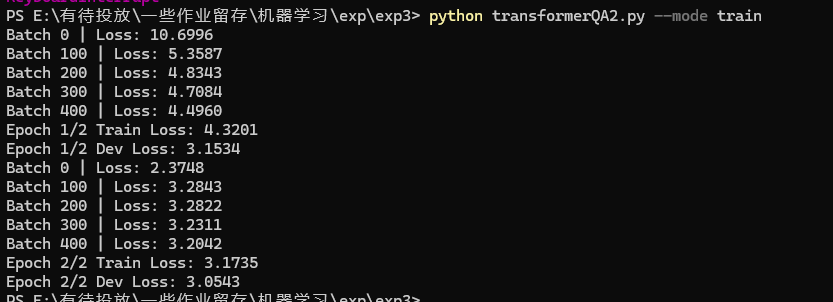 KeyboardInterrupt
PS E:\有待投放\一些作业留存\机器学习\exp\exp3> python transformerQA2.py --mode train
Batch 0 | Loss: 10.6996
Batch 100 | Loss: 5.3587
Batch 200 | Loss: 4.8343
Batch 300 | Loss: 4.7084
Batch 400 | Loss: 4.4960
Epoch 1/2 Train Loss: 4.3201
Epoch 1/2 Dev Loss: 3.1534
Batch 0 | Loss: 2.3748
Batch 100 | Loss: 3.2843
Batch 200 | Loss: 3.2822
Batch 300 | Loss: 3.2311
Batch 400 | Loss: 3.2042
Epoch 2/2 Train Loss: 3.1735
Epoch 2/2 Dev Loss: 3.0543
PS E:\有待投放\一些作业留存\机器学习\exp\exp3>